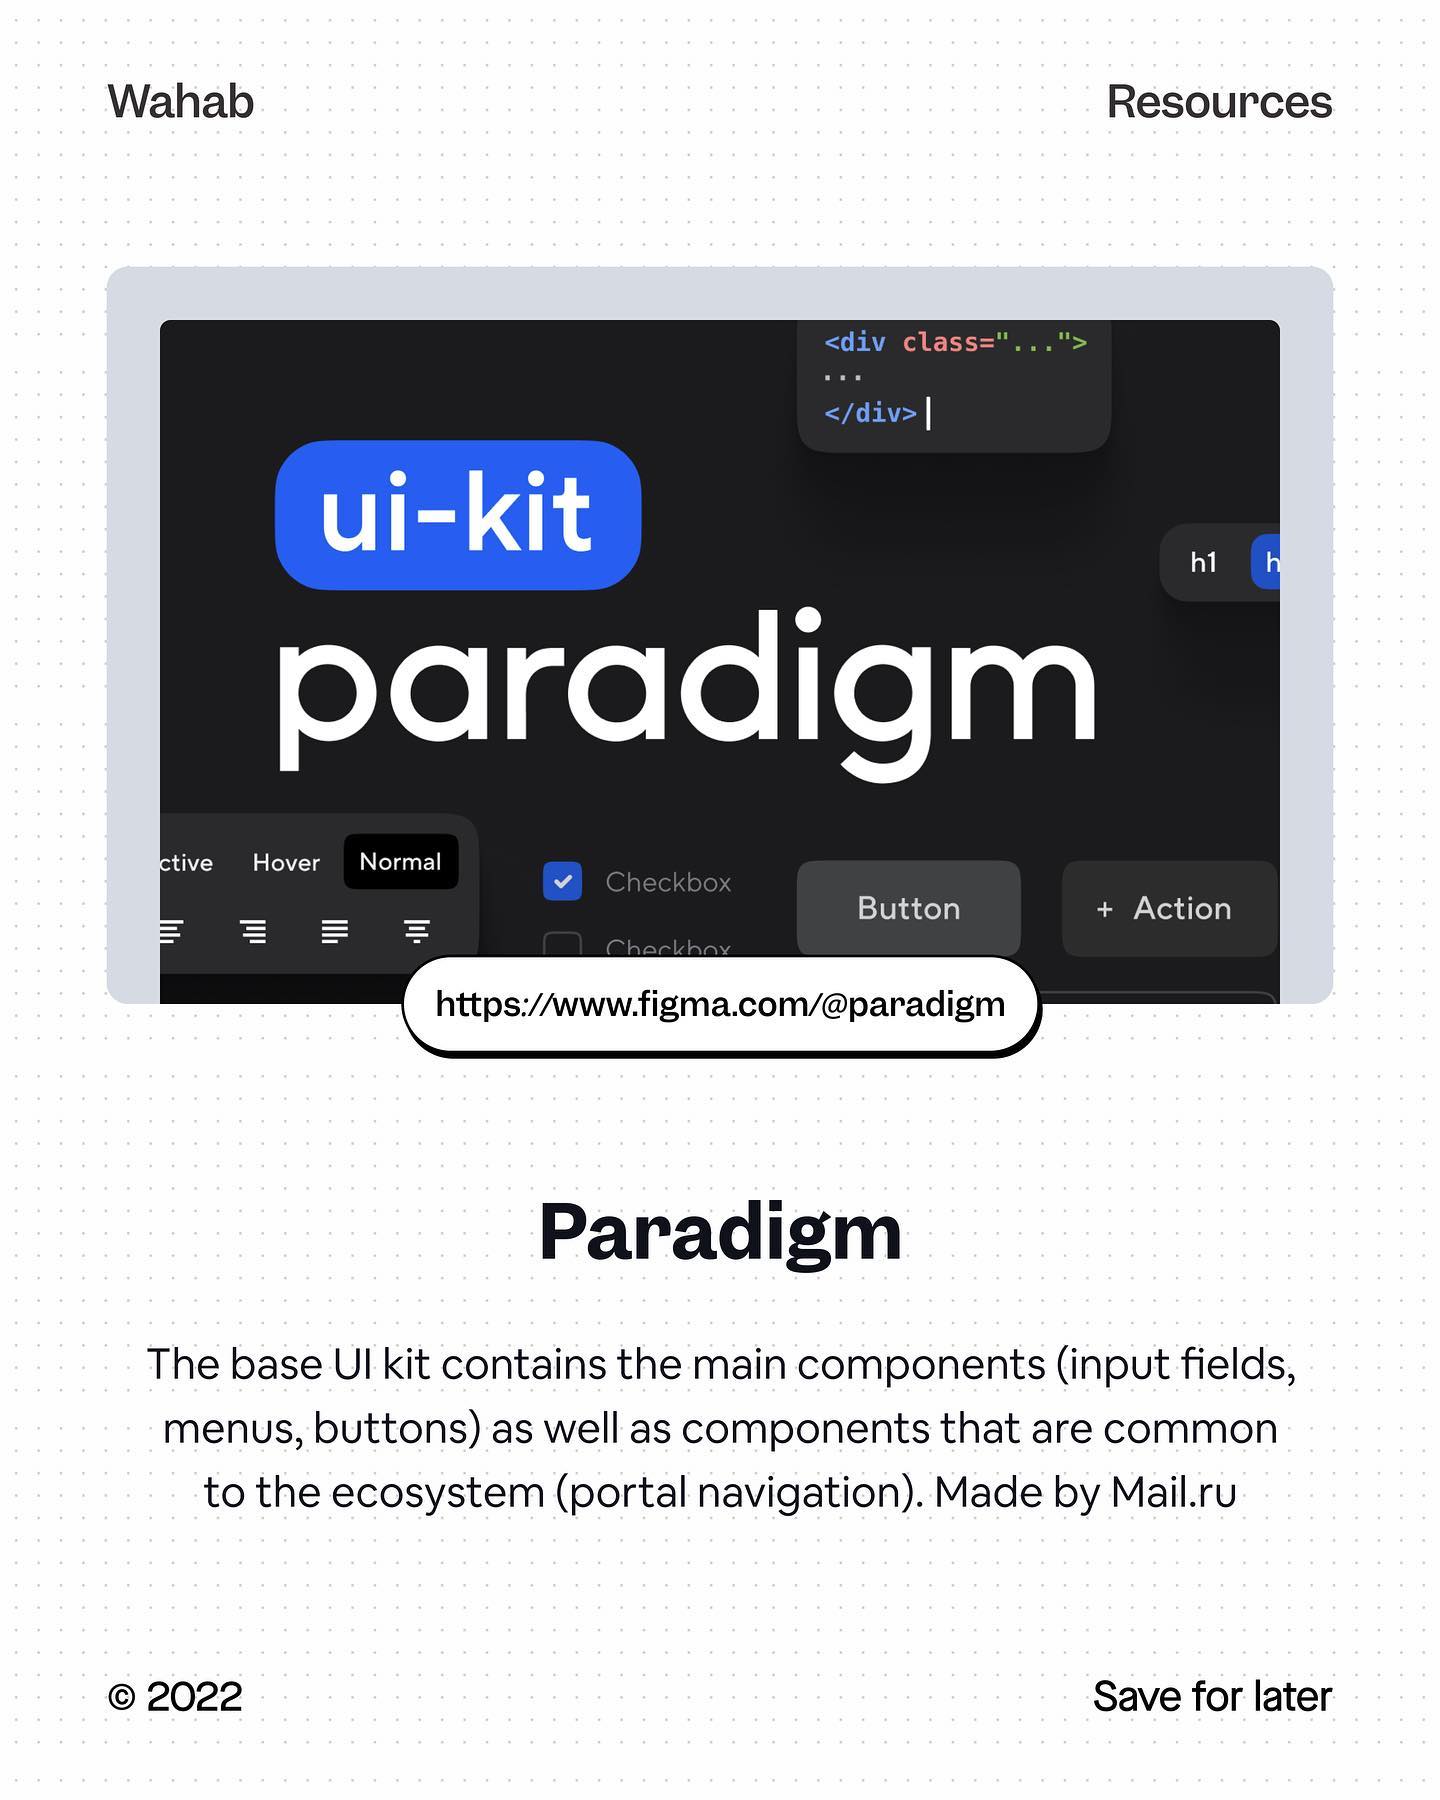 Wahab
Resources
<div class="...">
...
</div>
ui-kit
h1
paradigm
Hover Normal
Checkbox
Button
+ Action
Checkbox
https://www.figma.com/@paradigm
Paradigm
The base UI kit contains the main components (input fields,
menus, buttons) as well as components that are common
to the ecosystem (portal navigation). Made by Mail.ru
© 2022
Save for later